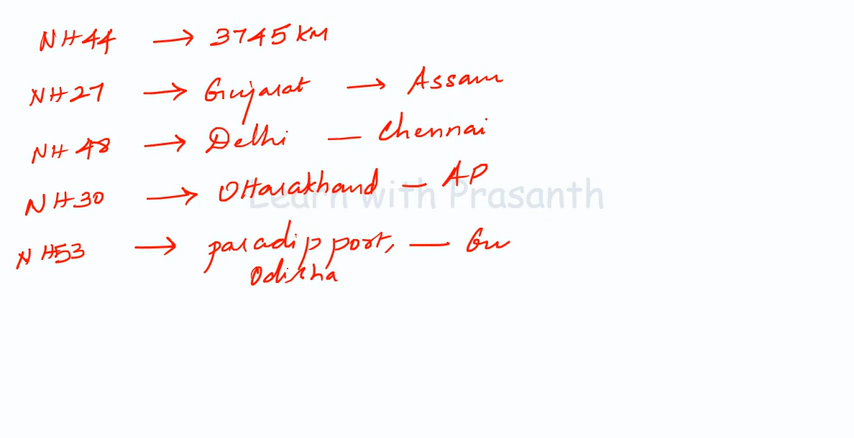 NH44 → 3745 KM
NH27 → Gujarat → Assam
NH48 → Delhi — Chennai
NH30 → Uttarakhand — AP
Learn with Prasanth
NH53 → paradip port, — Gu
Odisha